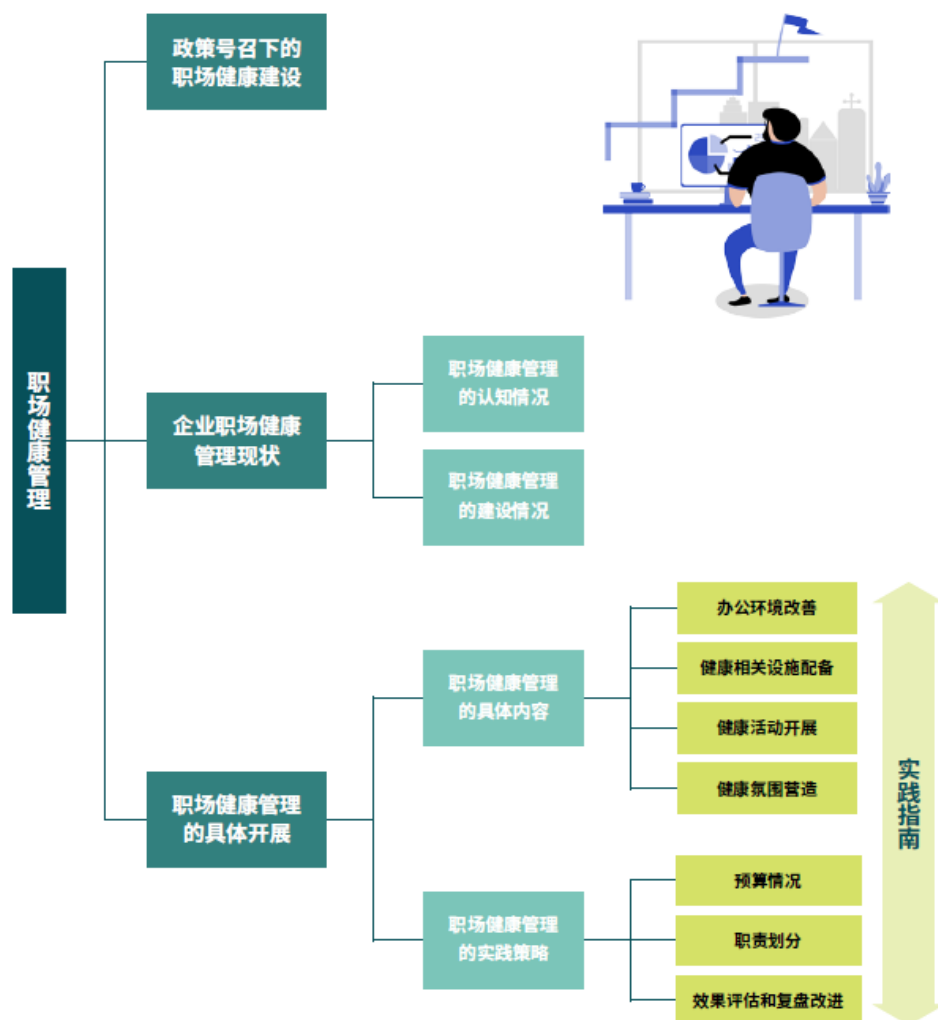 政策号召下的
职场健康建设
职场健康管理
企业职场健康
管理现状
职场健康管理
的认知情况
职场健康管理
的建设情况
职场健康管理
的具体开展
职场健康管理
的具体内容
办公环境改善
健康相关设施配备
健康活动开展
健康氛围营造
职场健康管理
的实践策略
预算情况
职责划分
效果评估和复盘改进
实践指南